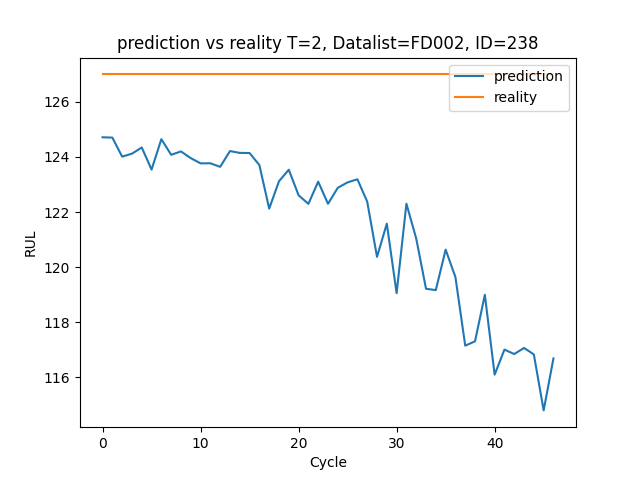 prediction vs reality T=2, Datalist=FD002, ID=238
prediction
reality
126
124
122
120
118
116
RUL
0 10 20 30 40
Cycle